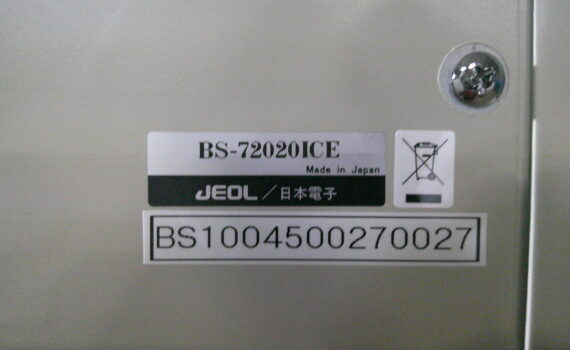 BS-72020ICE
Made in Japan
JEOL／日本電子
BS1004500270027